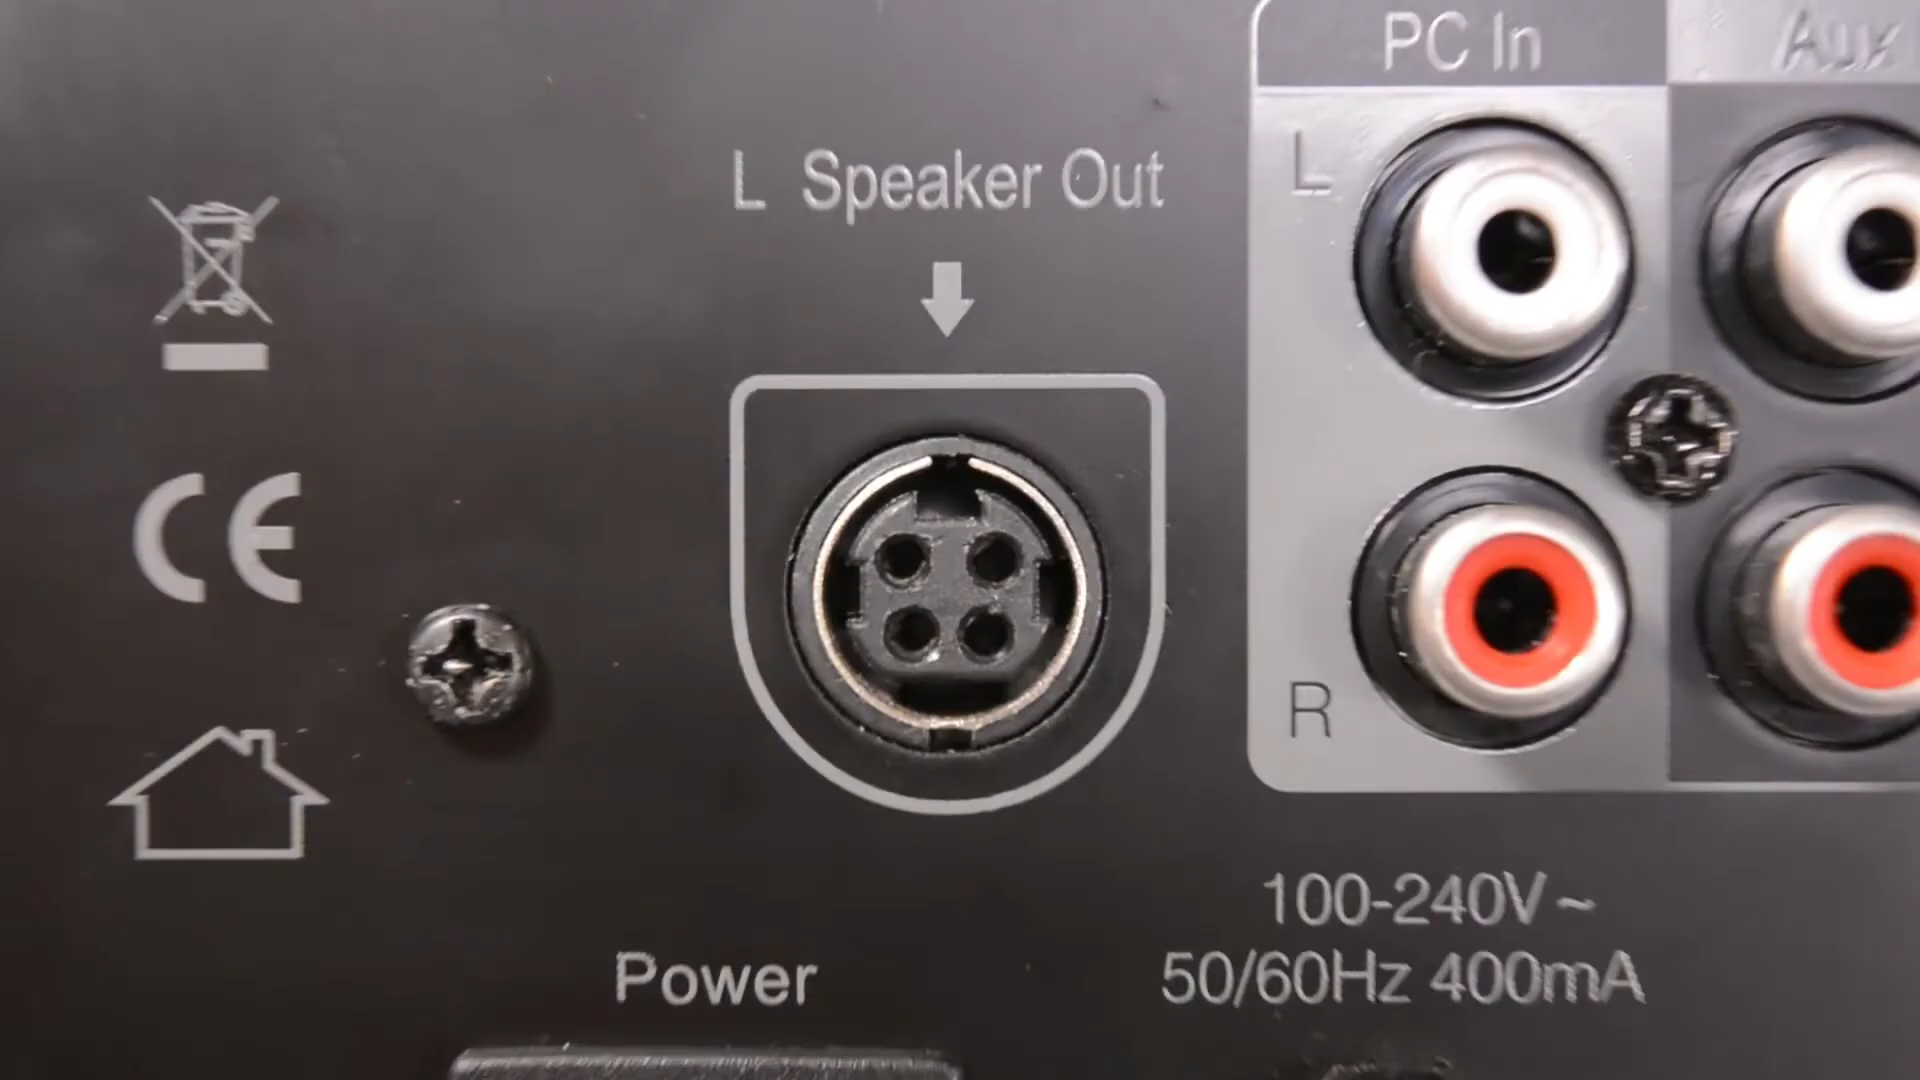 PC In
Aux
L Speaker Out
L
CE
R
100-240V~
50/60Hz 400mA
Power